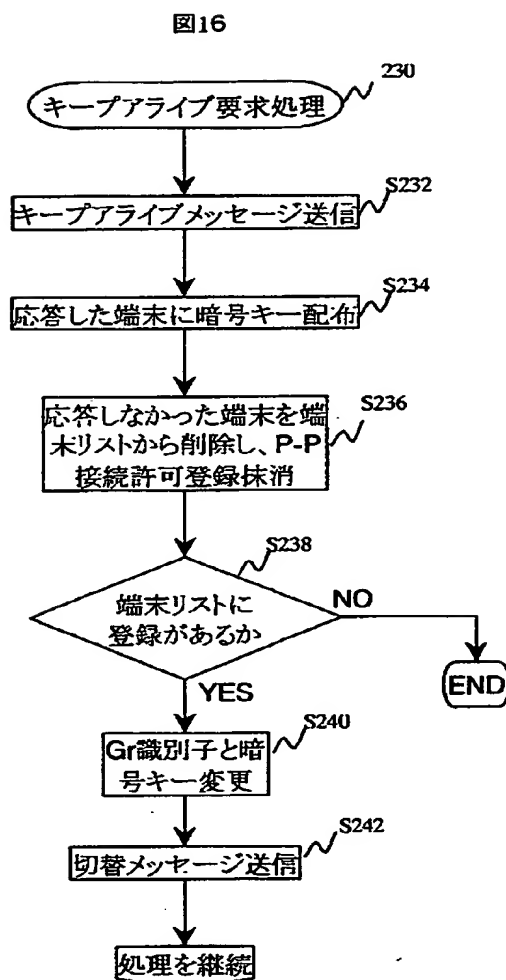 図16
230
キープアライブ要求処理
S232
キープアライブメッセージ送信
S234
応答した端末に暗号キー配布
S236
応答しなかった端末を端
末リストから削除し、P-P
接続許可登録抹消
S238
端末リストに
登録があるか
NO
END
YES
S240
Gr識別子と暗
号キー変更
S242
切替メッセージ送信
処理を継続